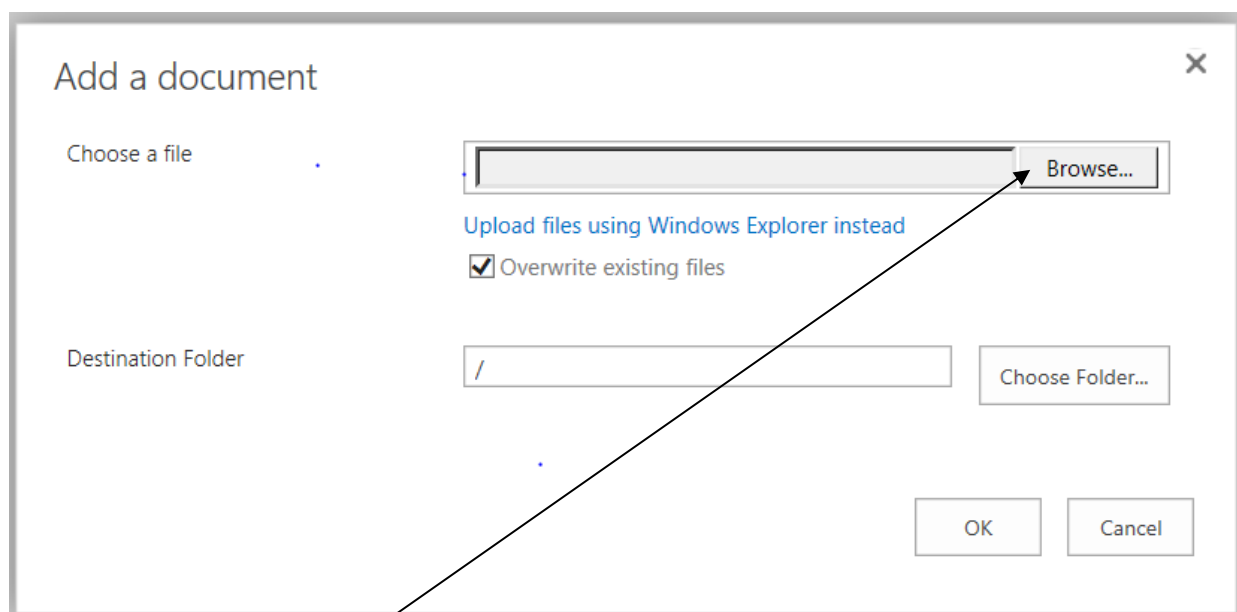 Add a document
Choose a file
Browse...
Upload files using Windows Explorer instead
Overwrite existing files
Destination Folder
/
Choose Folder...
OK
Cancel